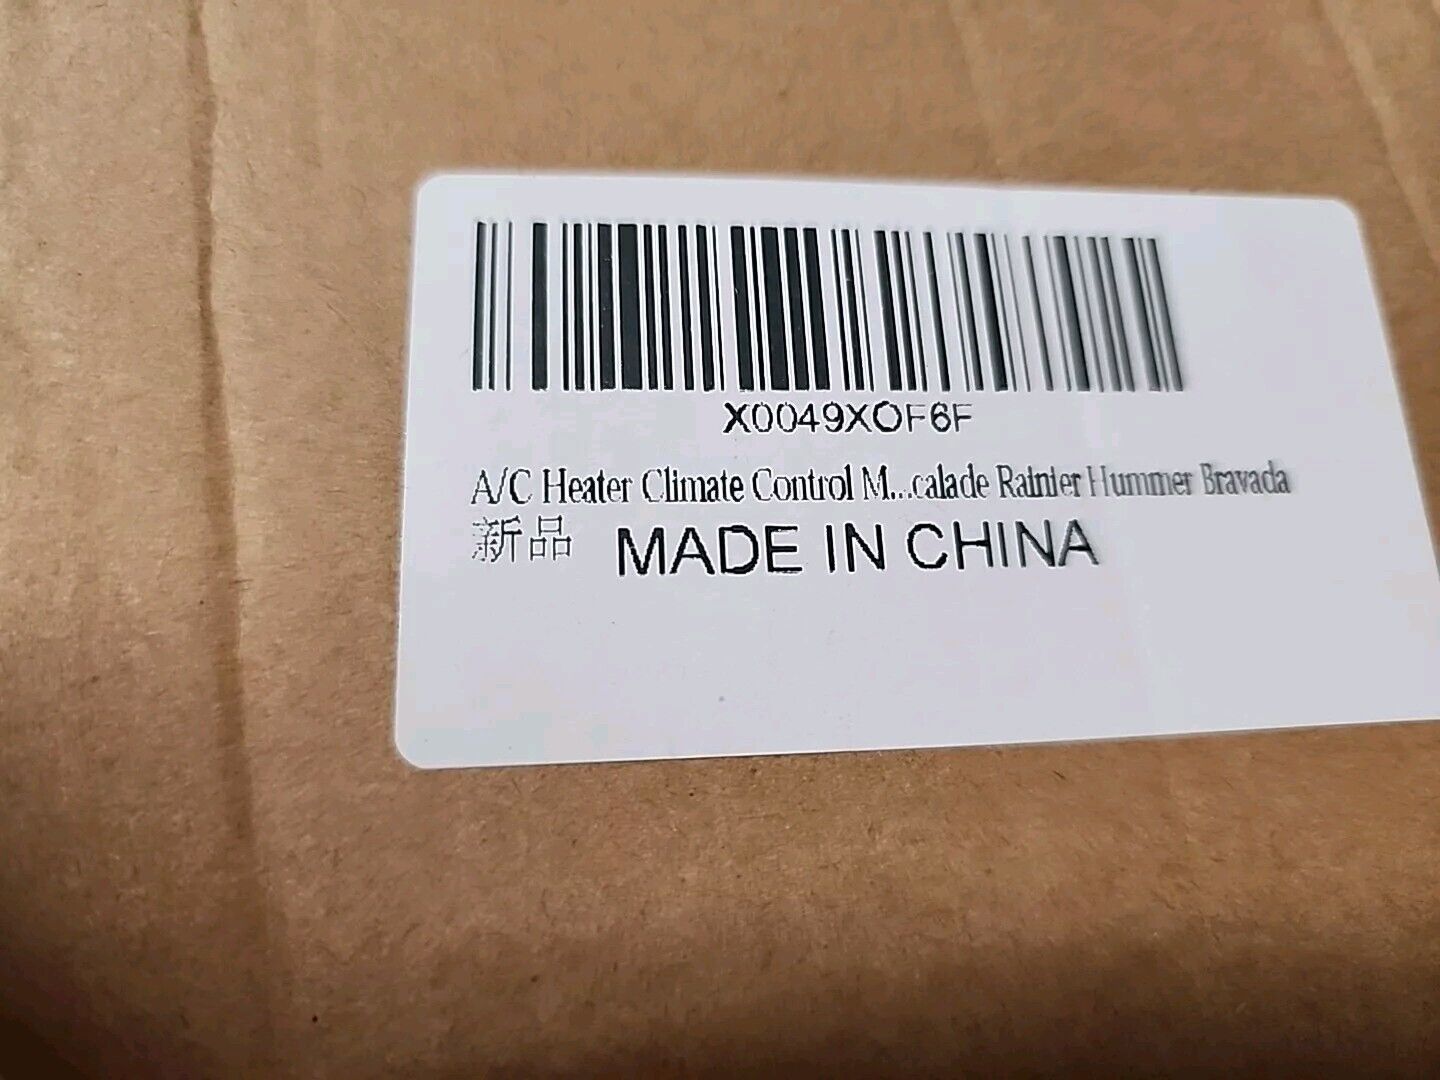 X0049XOF6F
A/C Heater Climate Control M...calade Rainier Hummer Bravada
新品 MADE IN CHINA